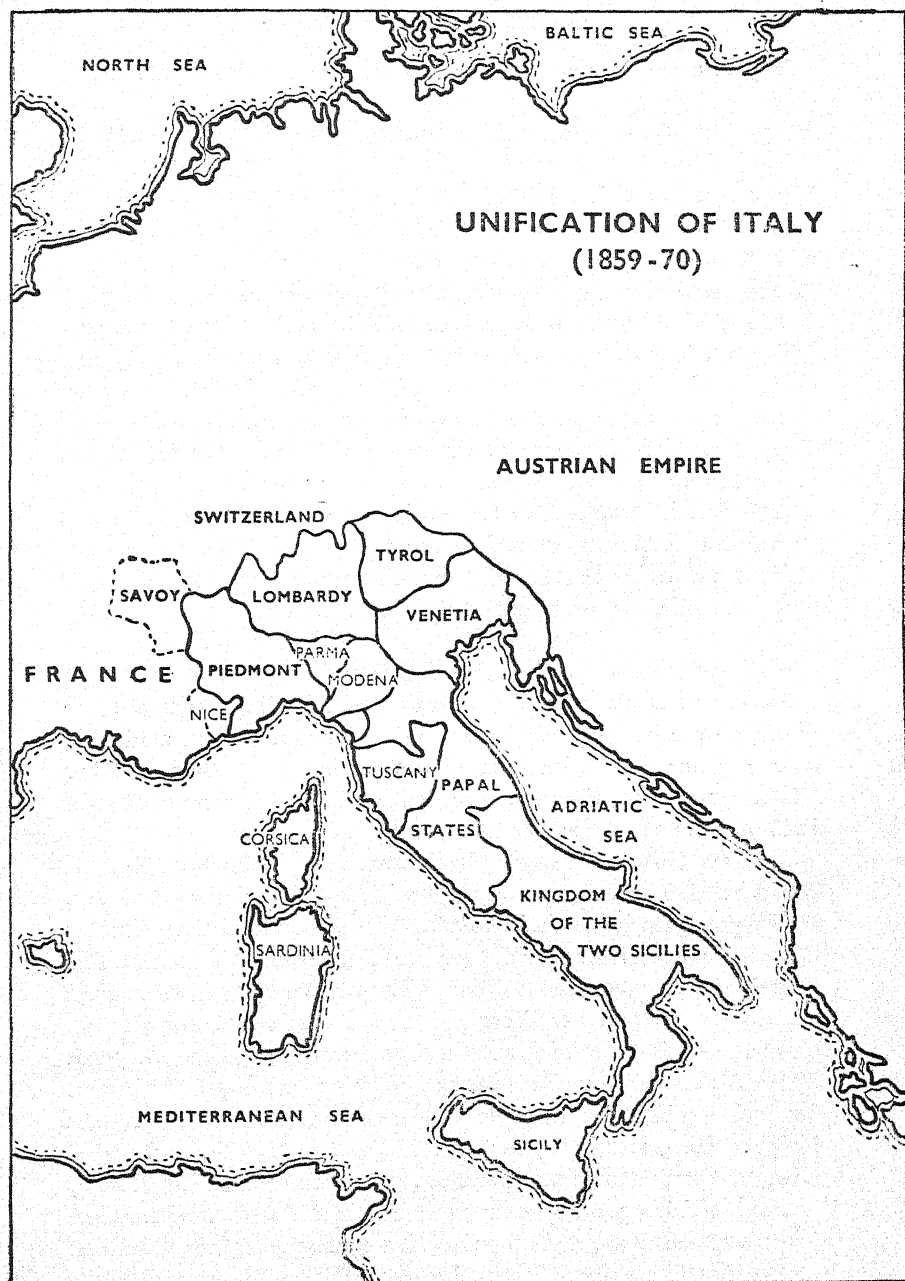 NORTH SEA
BALTIC SEA
UNIFICATION OF ITALY
(1859-70)
AUSTRIAN EMPIRE
SWITZERLAND
TYROL
SAVOY
LOMBARDY
VENETIA
PARMA
FRANCE
PIEDMONT
MODENA
NICE
TUSCANY
PAPAL
STATES
ADRIATIC
SEA
CORSICA
KINGDOM
OF THE
TWO SICILIES
SARDINIA
MEDITERRANEAN SEA
SICILY